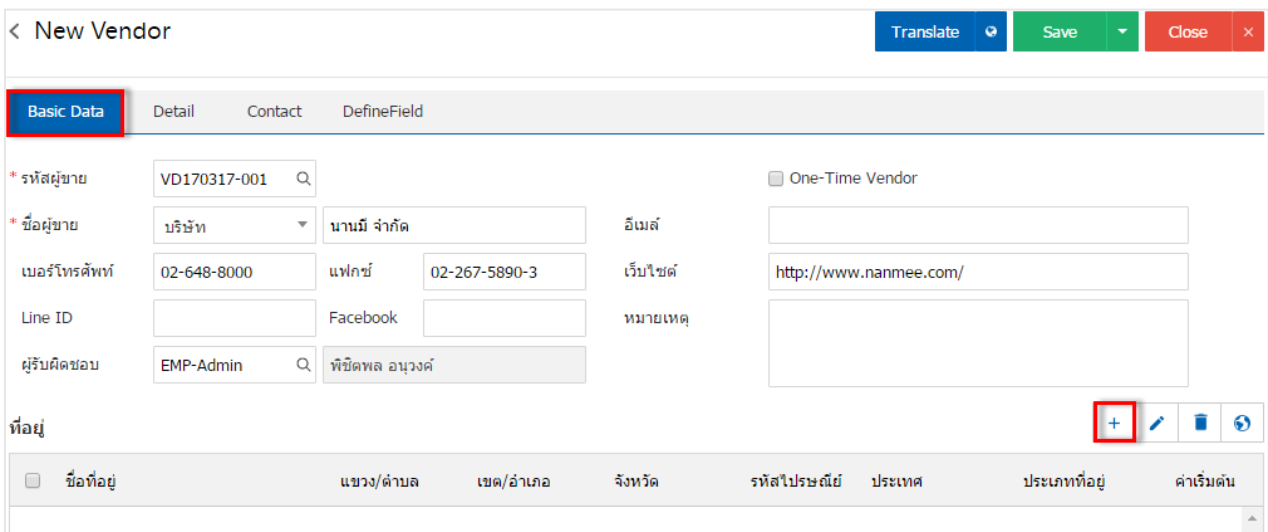 New Vendor Translate Save Close
Basic Data Detail Contact DefineField
* รหัสผู้ขาย VD170317-001 One-Time Vendor
* ชื่อผู้ขาย บริษัท นานมี จำกัด อีเมล์
เบอร์โทรศัพท์ 02-648-8000 แฟกซ์ 02-267-5890-3 เว็บไซต์ http://www.nanmee.com/
Line ID Facebook หมายเหตุ
ผู้รับผิดชอบ EMP-Admin พิชิตพล อนุวงค์
ที่อยู่
ชื่อที่อยู่ แขวง/ตำบล เขต/อำเภอ จังหวัด รหัสไปรษณีย์ ประเทศ ประเภทที่อยู่ ค่าเริ่มต้น